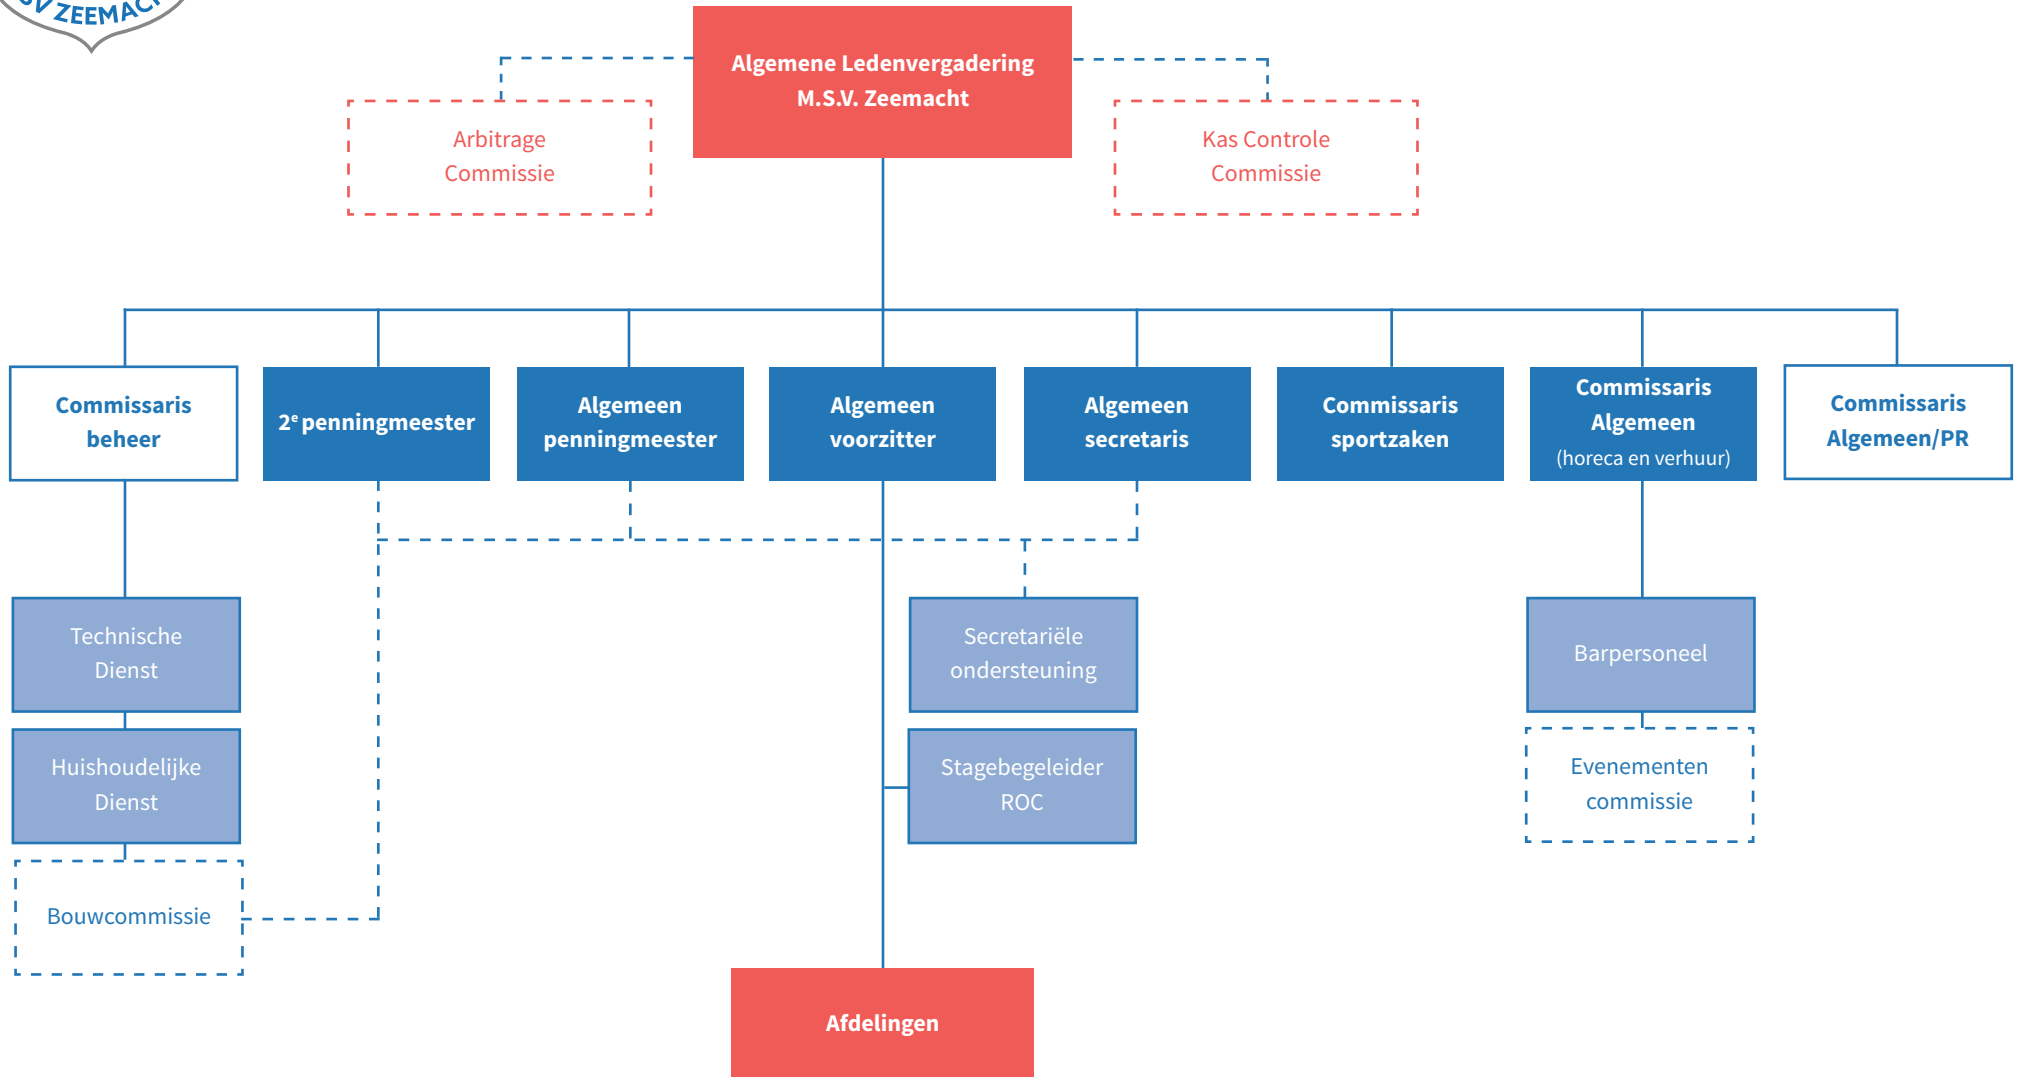 SV ZEEMACH
Algemene Ledenvergadering
M.S.V. Zeemacht
Arbitrage
Commissie
Kas Controle
Commissie
Commissaris
beheer
2e penningmeester
Algemeen
penningmeester
Algemeen
voorzitter
Algemeen
secretaris
Commissaris
sportzaken
Commissaris
Algemeen
(horeca en verhuur)
Commissaris
Algemeen/PR
Technische
Dienst
Secretariële
ondersteuning
Barpersoneel
Huishoudelijke
Dienst
Stagebegeleider
ROC
Evenementen
commissie
Bouwcommissie
Afdelingen